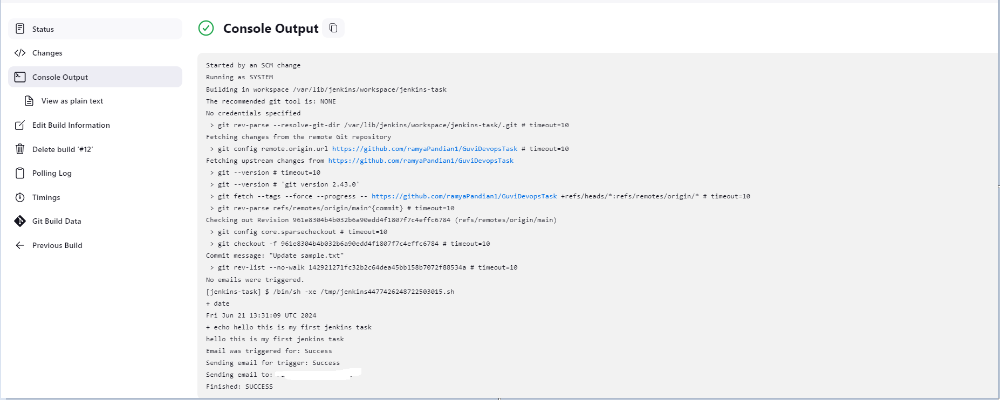 Status
Changes
Console Output
View as plain text
Edit Build Information
Delete build ‘#12’
Polling Log
Timings
Git Build Data
Previous Build
Console Output
Started by an SCM change
Running as SYSTEM
Building in workspace /var/lib/jenkins/workspace/jenkins-task
The recommended git tool is: NONE
No credentials specified
> git rev-parse --resolve-git-dir /var/lib/jenkins/workspace/jenkins-task/.git # timeout=10
Fetching changes from the remote Git repository
> git config remote.origin.url https://github.com/ramyaPandian1/GuviDevopsTask # timeout=10
Fetching upstream changes from https://github.com/ramyaPandian1/GuviDevopsTask
> git --version # timeout=10
> git --version # 'git version 2.43.0'
> git fetch --tags --force --progress -- https://github.com/ramyaPandian1/GuviDevopsTask +refs/heads/*:refs/remotes/origin/* # timeout=10
> git rev-parse refs/remotes/origin/main^{commit} # timeout=10
Checking out Revision 961e8304b4b032b6a90edd4f1807f7c4effc6784 (refs/remotes/origin/main)
> git config core.sparsecheckout # timeout=10
> git checkout -f 961e8304b4b032b6a90edd4f1807f7c4effc6784 # timeout=10
Commit message: "Update sample.txt"
> git rev-list --no-walk 142921271fc32b2c64dea45bb158b7072f88534a # timeout=10
No emails were triggered.
[jenkins-task] $ /bin/sh -xe /tmp/jenkins4477426248722503015.sh
+ date
Fri Jun 21 13:31:09 UTC 2024
+ echo hello this is my first jenkins task
hello this is my first jenkins task
Email was triggered for: Success
Sending email for trigger: Success
Sending email to:
Finished: SUCCESS